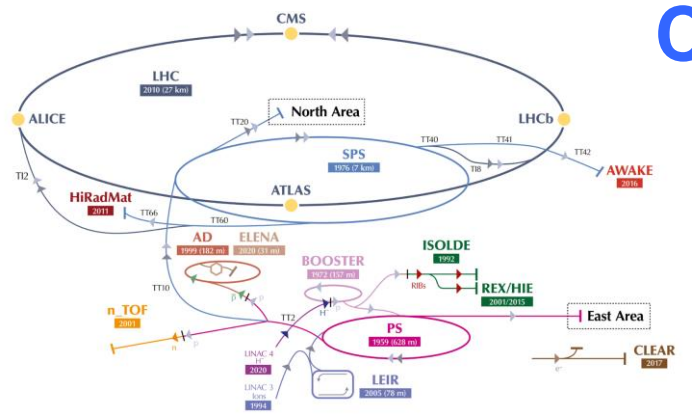 CMS
C
LHC
2010 (27 km)
ALICE
TT20
North Area
LHCb
TT40
TT41
SPS
1976 (7 km)
TI8
TT42
TI2
AWAKE
2016
HiRadMat
2011
ATLAS
TT66
TT60
AD
1999 (182 m)
ELENA
2020 (31 m)
BOOSTER
1972 (157 m)
ISOLDE
1992
RIBs
REX/HIE
2001/2015
TT10
p
p
TT2
H⁻
p
n_TOF
2001
n
p
PS
1959 (628 m)
East Area
LINAC 4
H⁻
2020
LINAC 3
Ions
1994
LEIR
2005 (78 m)
e⁻
CLEAR
2017